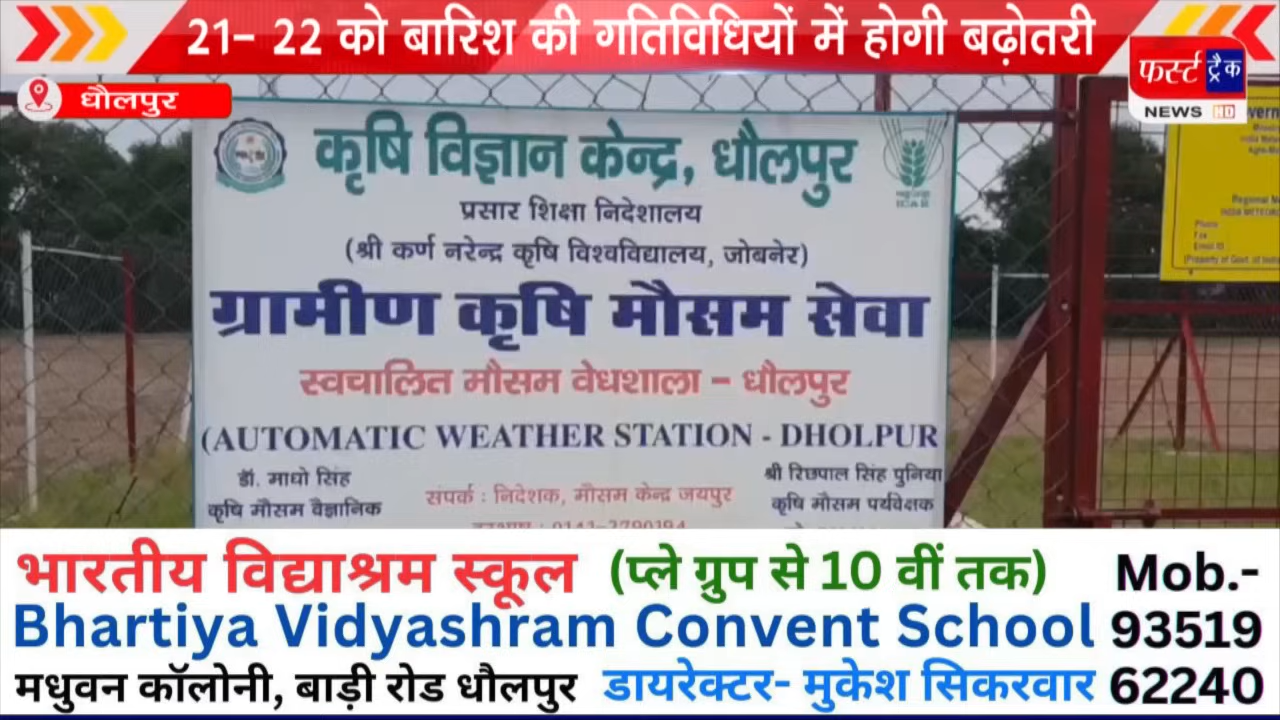 21- 22 को बारिश की गतिविधियों में होगी बढ़ोतरी
फर्स्ट ट्रैक
NEWS HD
धौलपुर
कृषि विज्ञान केन्द्र, धौलपुर
ICAR
प्रसार शिक्षा निदेशालय
(श्री कर्ण नरेन्द्र कृषि विश्वविद्यालय, जोबनेर)
ग्रामीण कृषि मौसम सेवा
स्वचालित मौसम वेधशाला – धौलपुर
(AUTOMATIC WEATHER STATION - DHOLPUR
डॉ. माधो सिंह
कृषि मौसम वैज्ञानिक
संपर्क : निदेशक, मौसम केन्द्र जयपुर
श्री रिछपाल सिंह पुनिया
कृषि मौसम पर्यवेक्षक
भारतीय विद्याश्रम स्कूल (प्ले ग्रुप से 10 वीं तक)
Bhartiya Vidyashram Convent School
मधुवन कॉलोनी, बाड़ी रोड धौलपुर डायरेक्टर- मुकेश सिकरवार
Mob.-
93519
62240